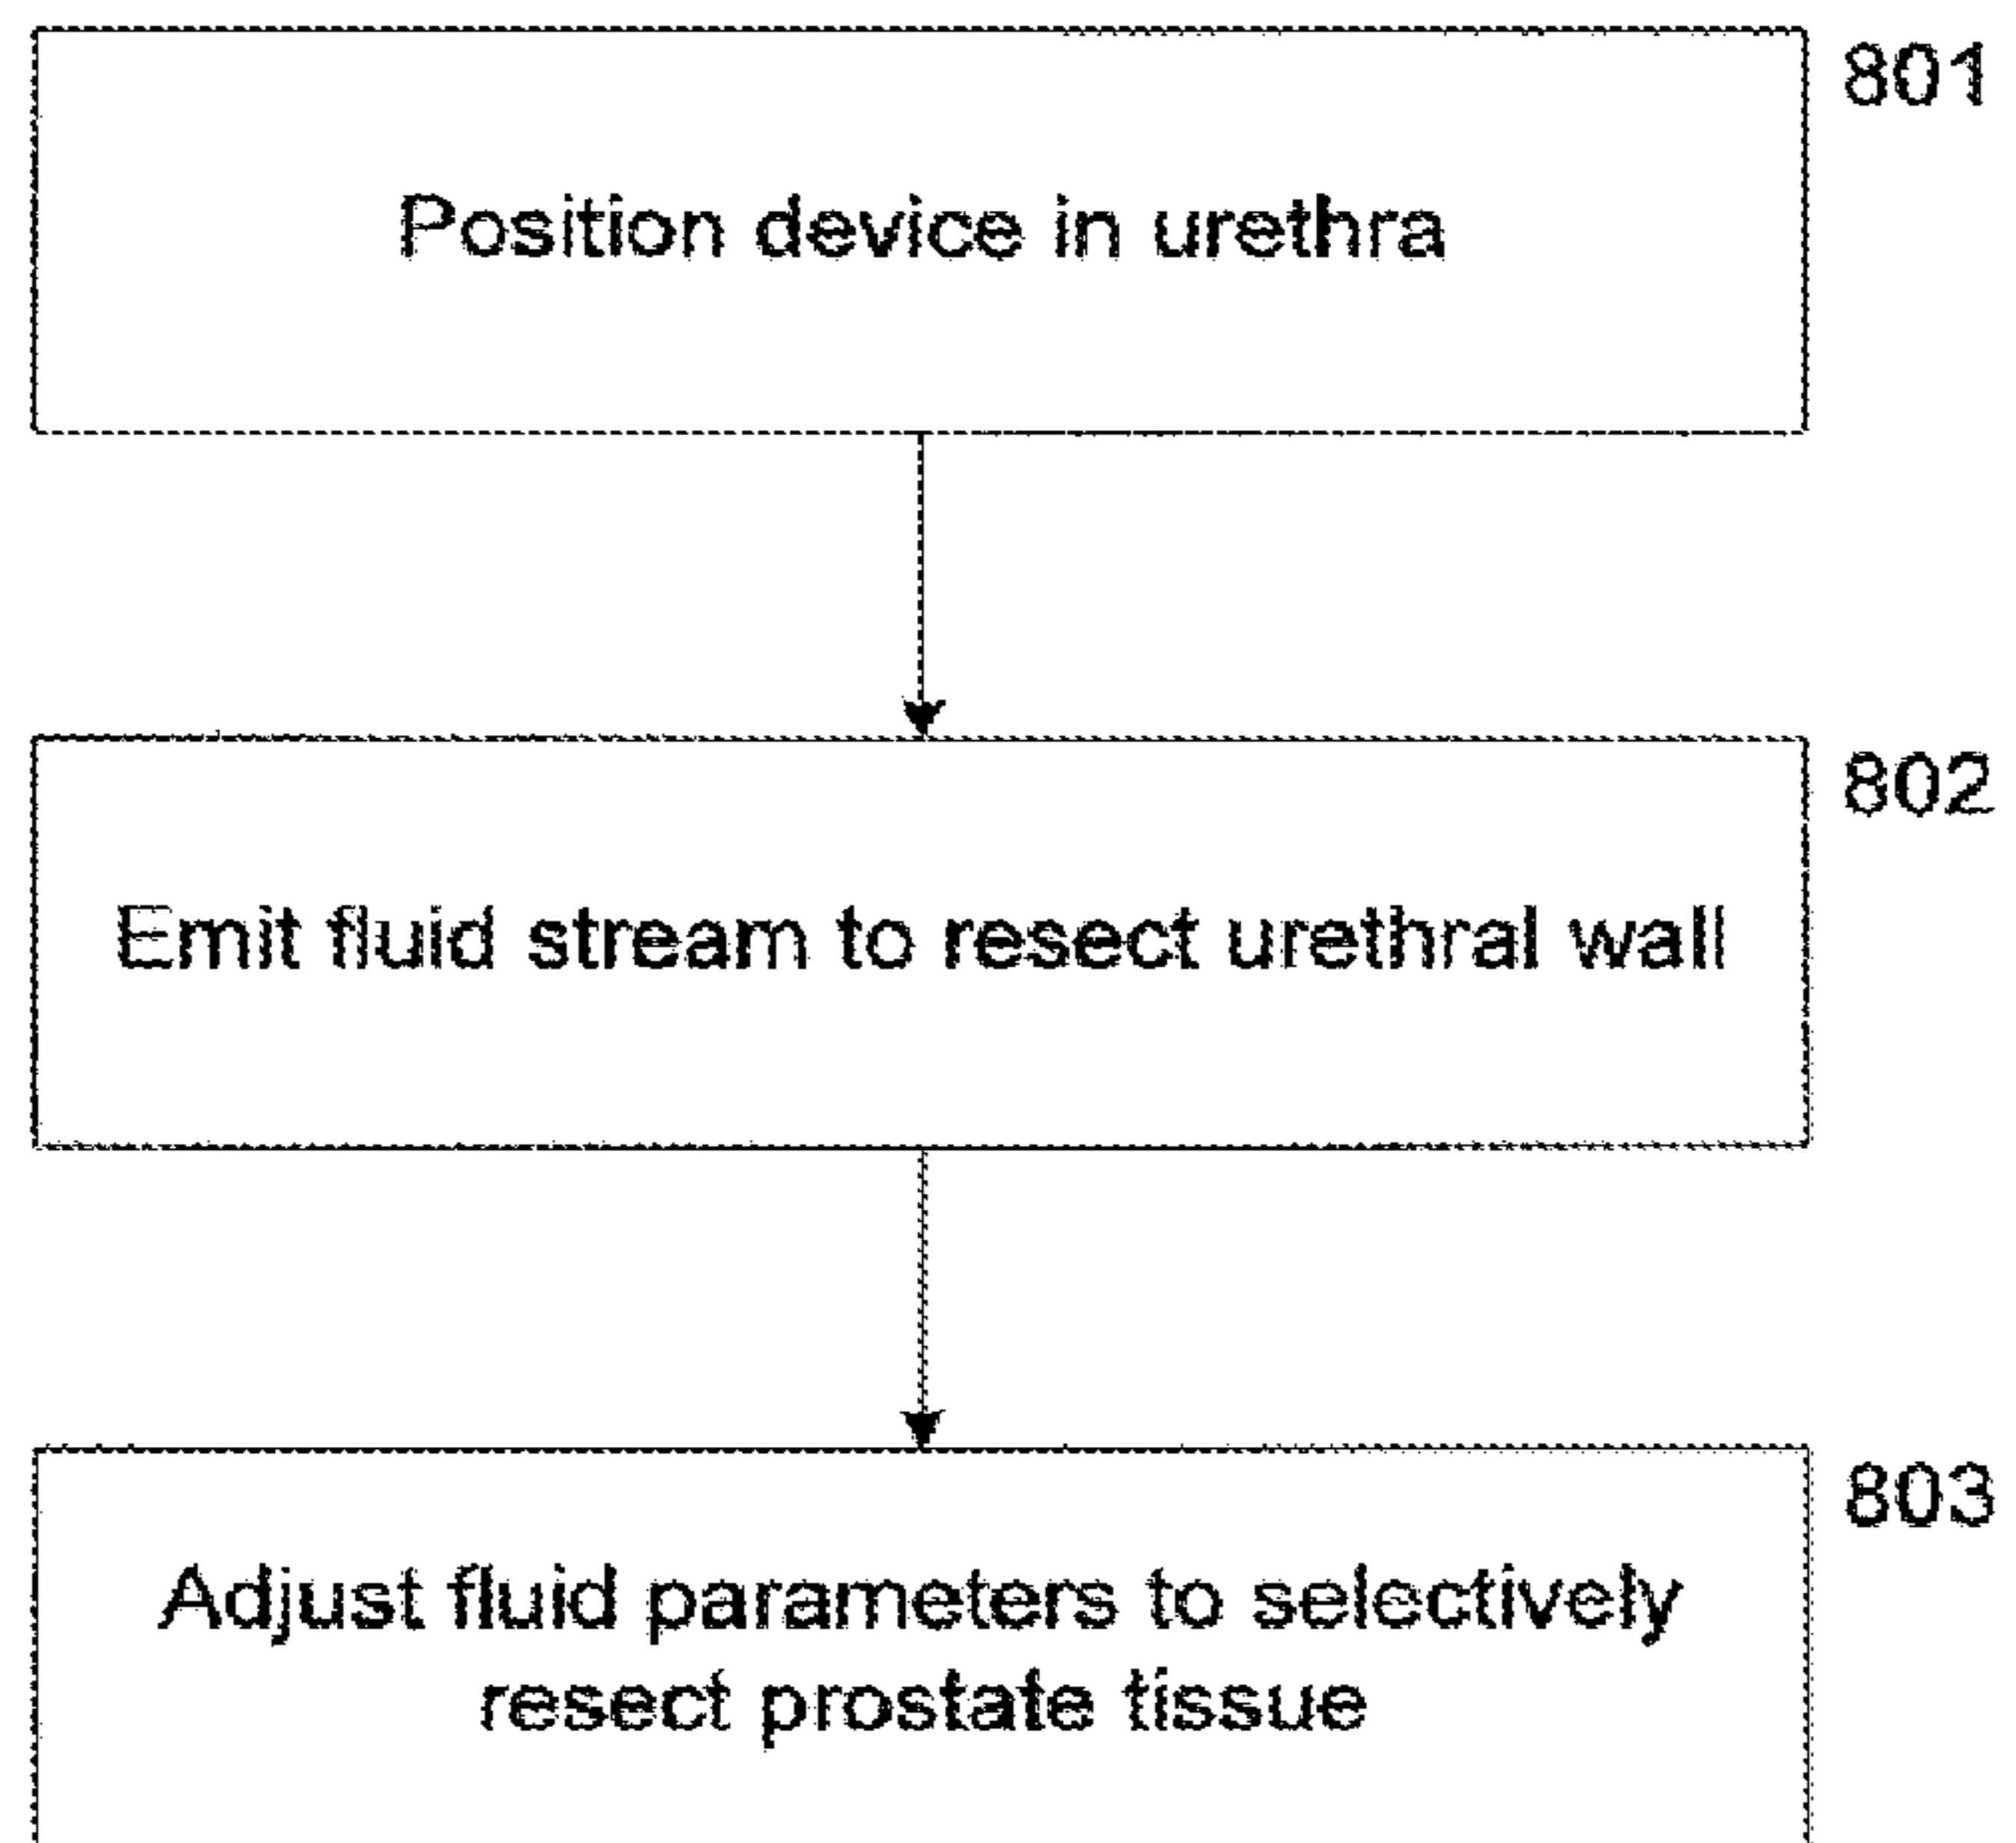 801
Position device in urethra
802
Emit fluid stream to resect urethral wall
803
Adjust fluid parameters to selectively
resect prostate tissue